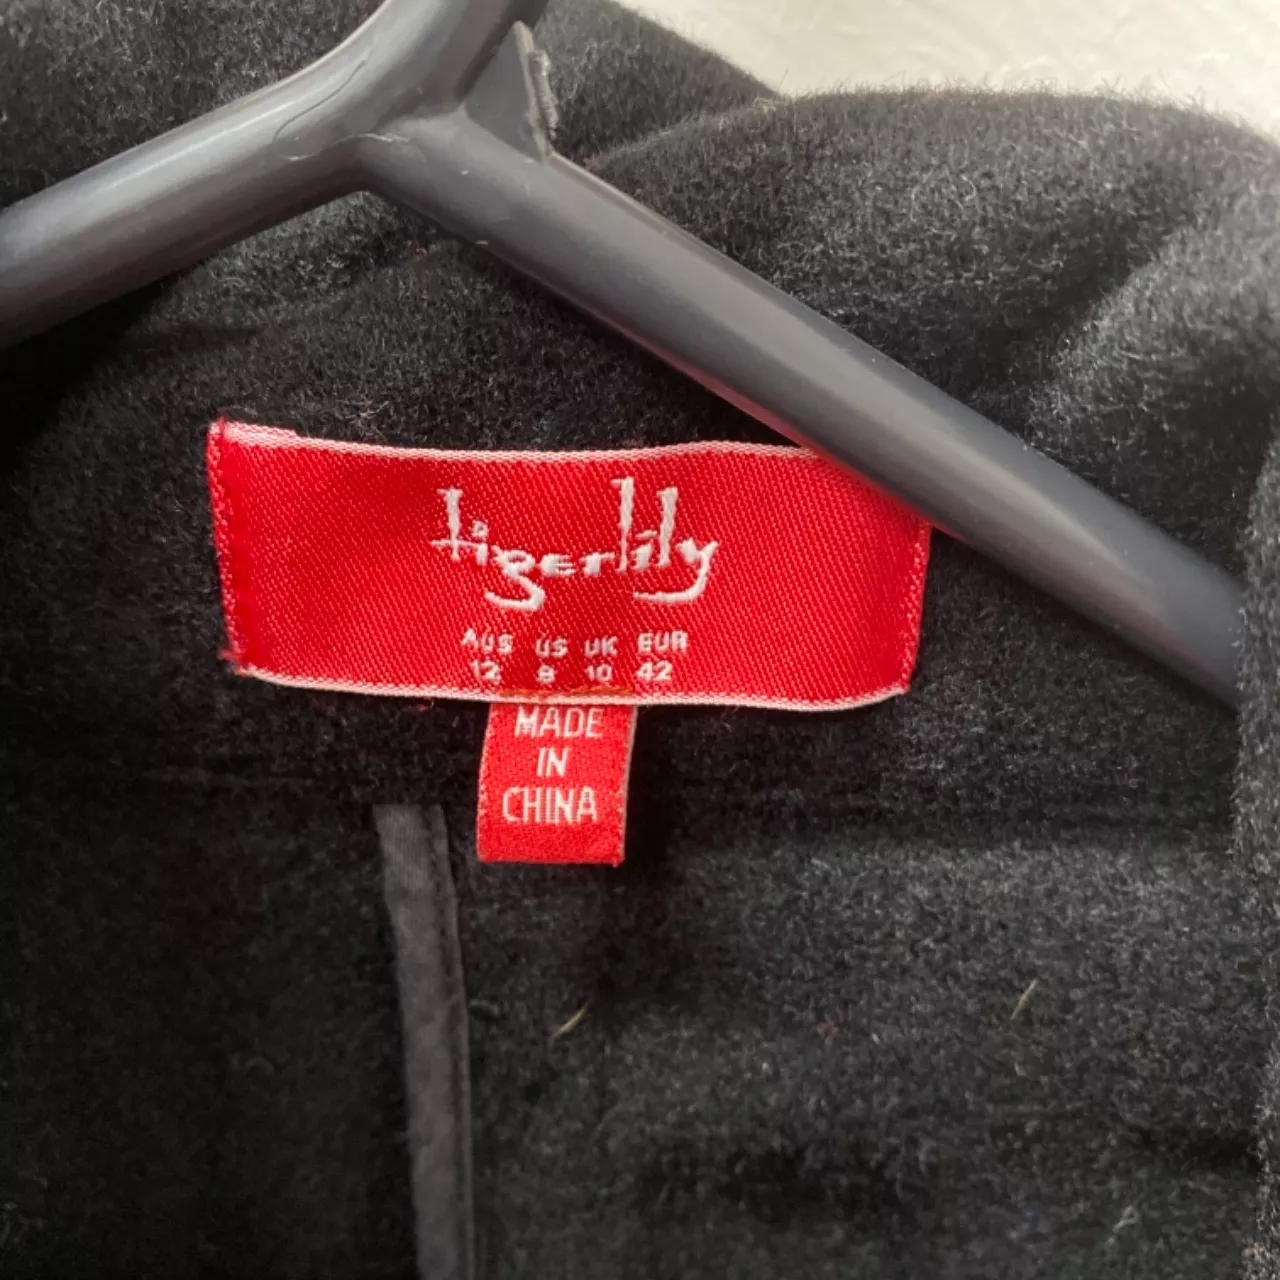 tigerlily
AUS US UK EUR
12 8 10 42
MADE
IN
CHINA